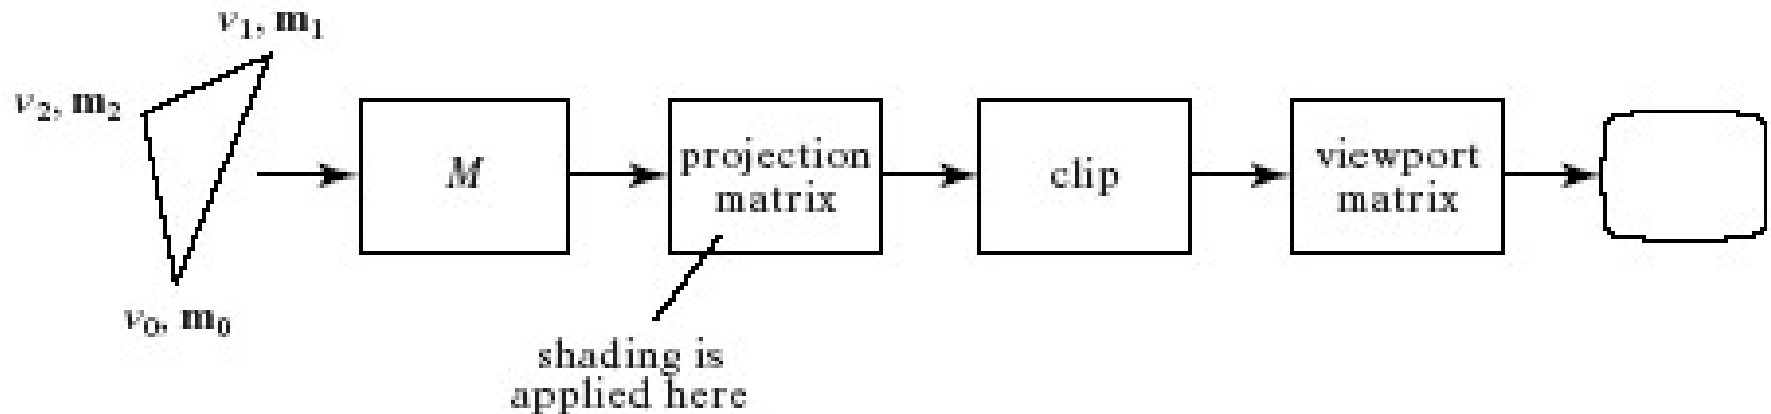 v₁, m₁
v₂, m₂
M
projection
matrix
clip
viewport
matrix
v₀, m₀
shading is
applied here